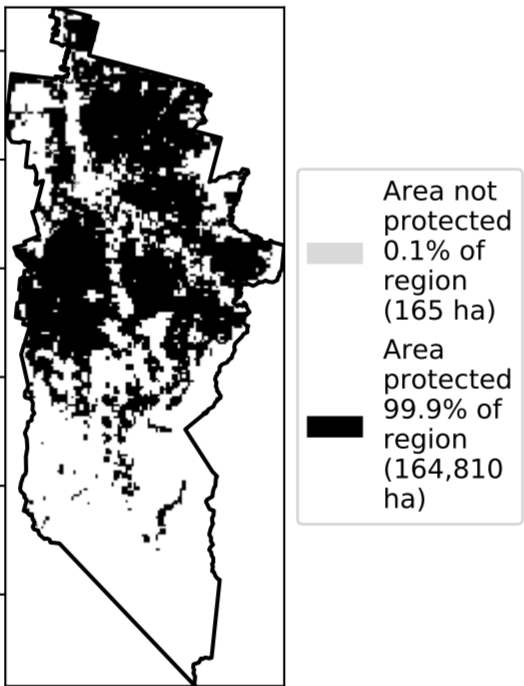 Area not
protected
0.1% of
region
(165 ha)
Area
protected
99.9% of
region
(164,810
ha)